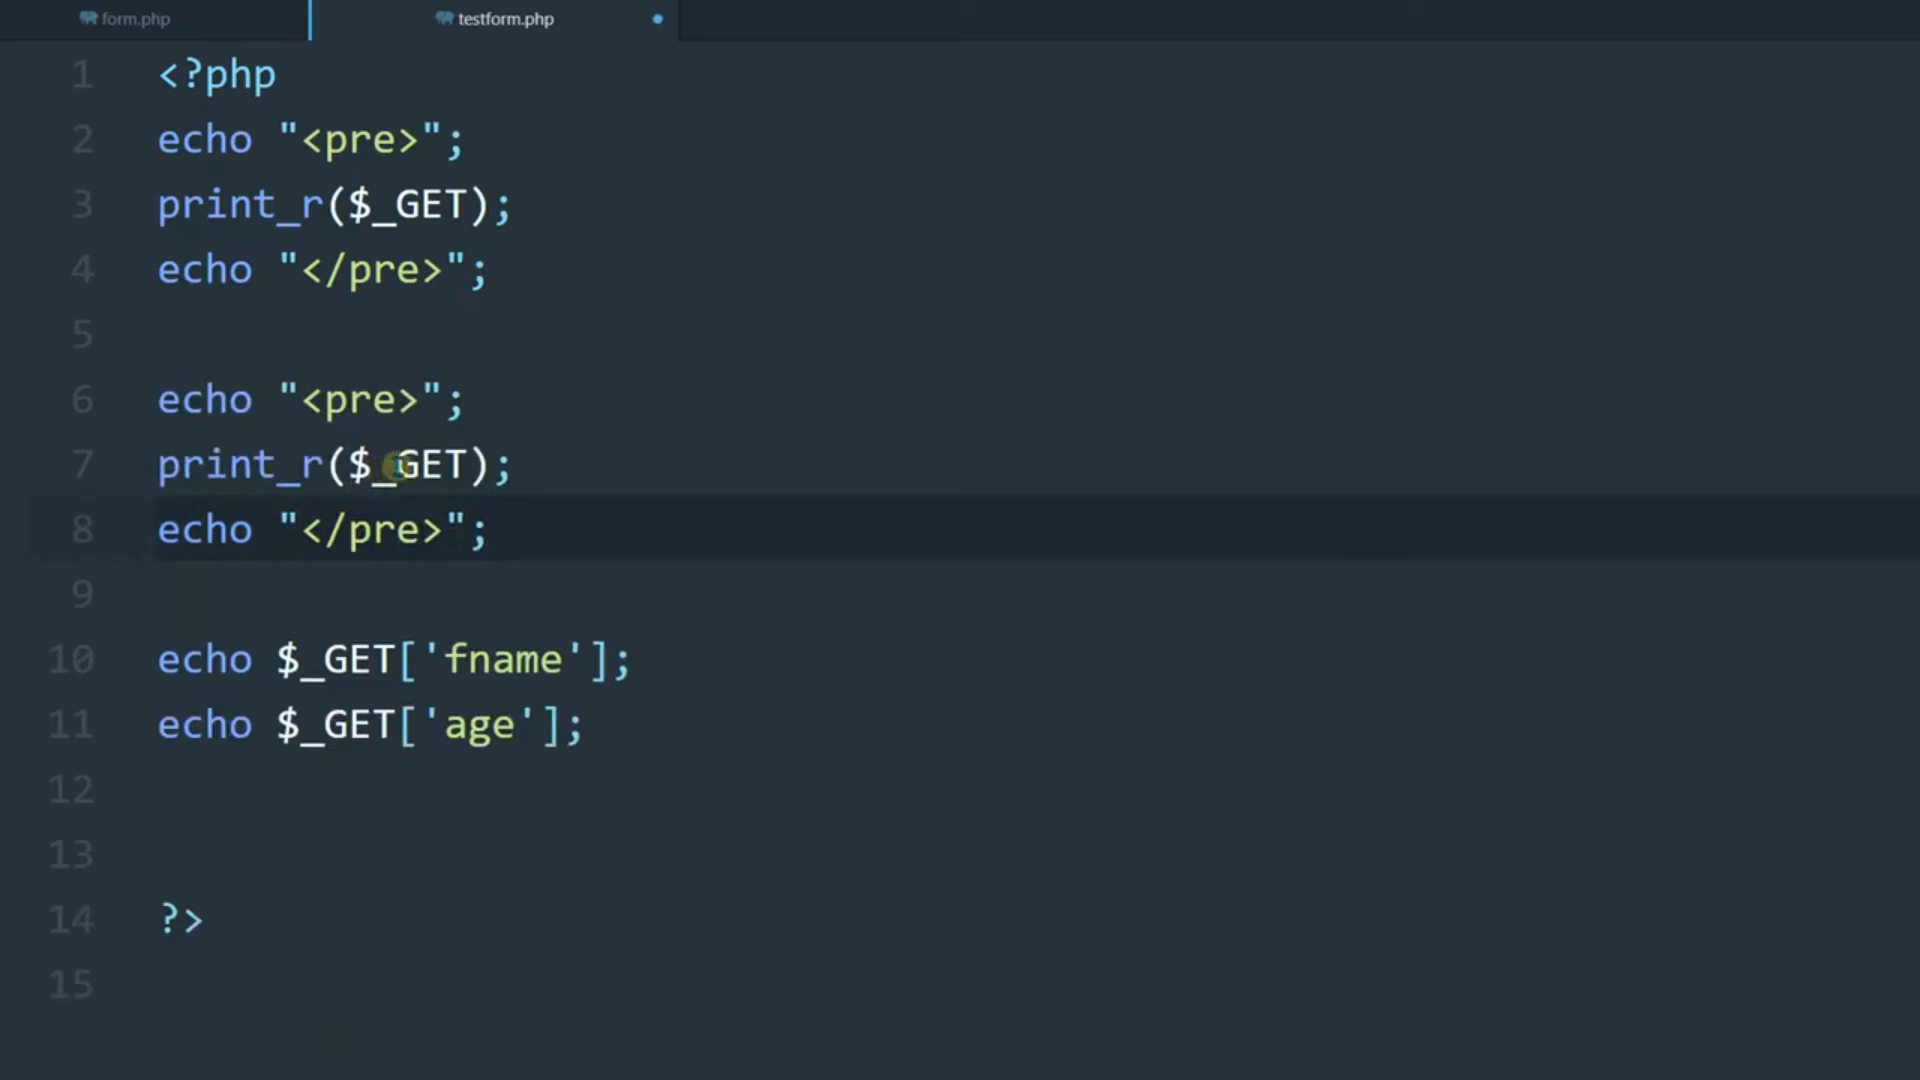 form.php
testform.php
1 <?php
2 echo "<pre>";
3 print_r($_GET);
4 echo "</pre>";
5
6 echo "<pre>";
7 print_r($_GET);
8 echo "</pre>";
9
10 echo $_GET['fname'];
11 echo $_GET['age'];
12
13
14 ?>
15